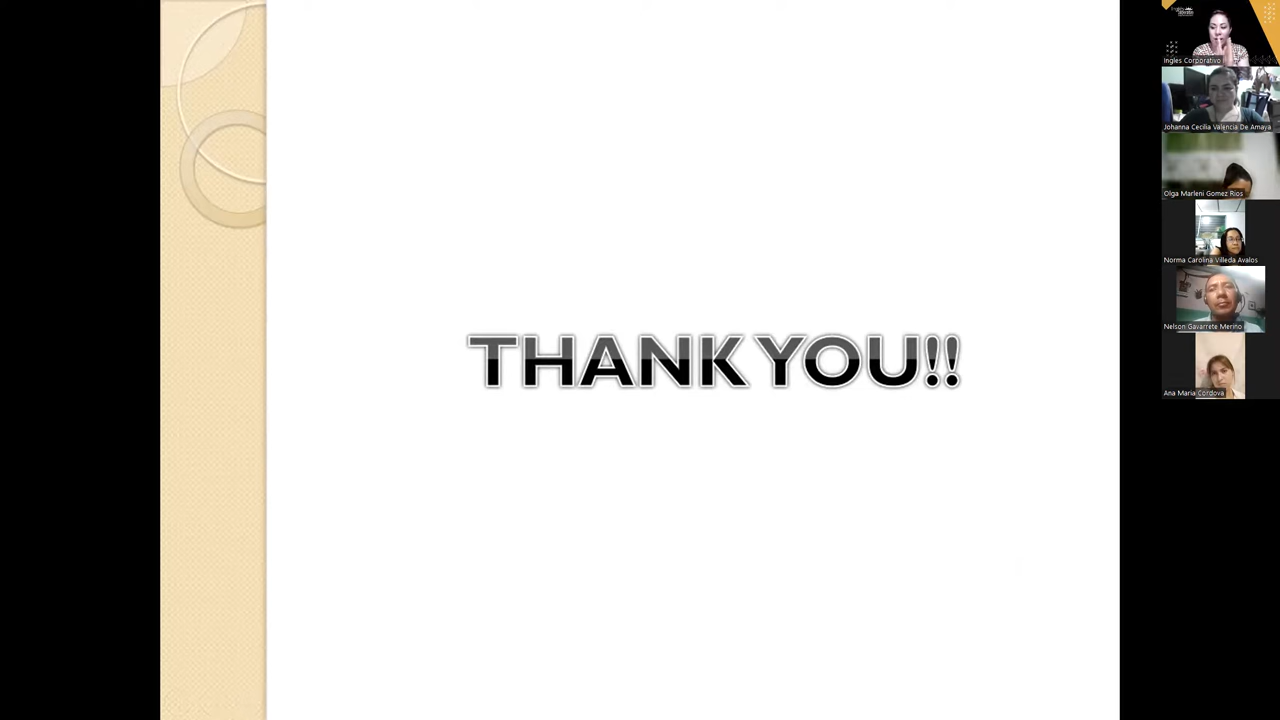 THANK YOU!!
Ingles Corporativo
Johanna Cecilia Valencia De Amaya
Olga Marleni Gomez Rios
Norma Carolina Villeda Avalos
Nelson Gavarrete Merino
Ana Maria Cordova